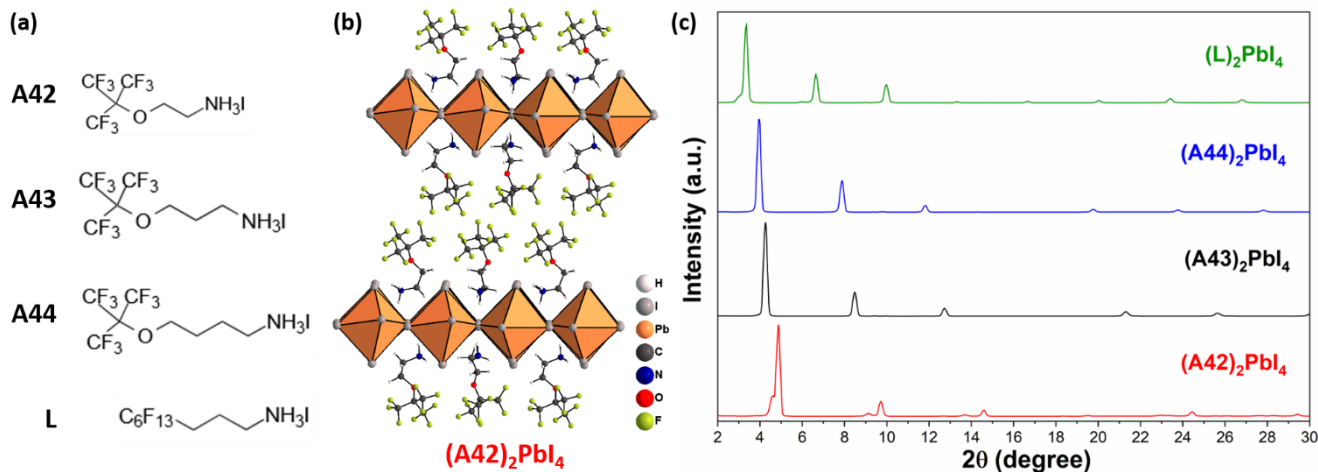 (a)
A42
CF₃ CF₃
CF₃
O
NH₃I
A43
CF₃ CF₃
CF₃
O
NH₃I
A44
CF₃ CF₃
CF₃
O
NH₃I
L
C₆F₁₃
NH₃I
(b)
H
I
Pb
C
N
O
F
(A42)₂PbI₄
(c)
Intensity (a.u.)
(L)₂PbI₄
(A44)₂PbI₄
(A43)₂PbI₄
(A42)₂PbI₄
2 4 6 8 10 12 14 16 18 20 22 24 26 28 30
2θ (degree)